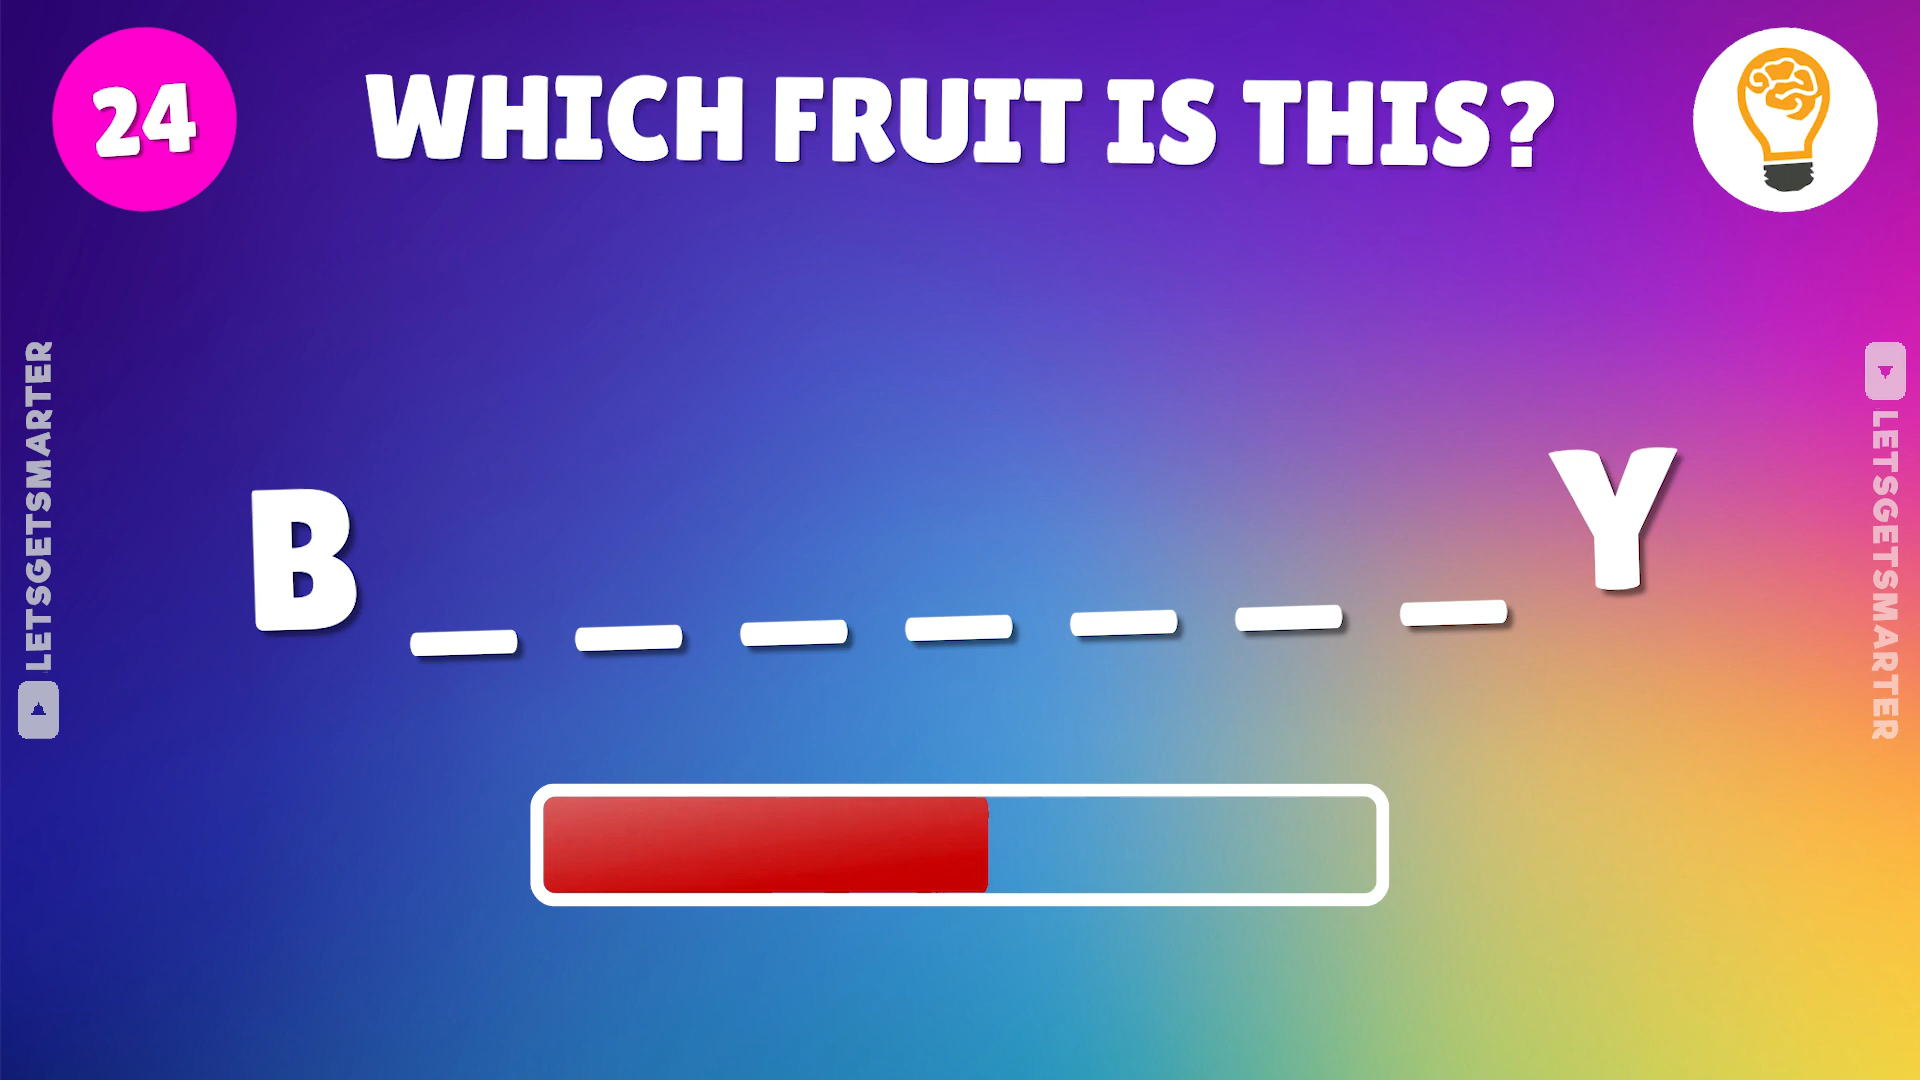 24
WHICH FRUIT IS THIS?
B _ _ _ _ _ _ _ Y
LETSGETSMARTER
LETSGETSMARTER